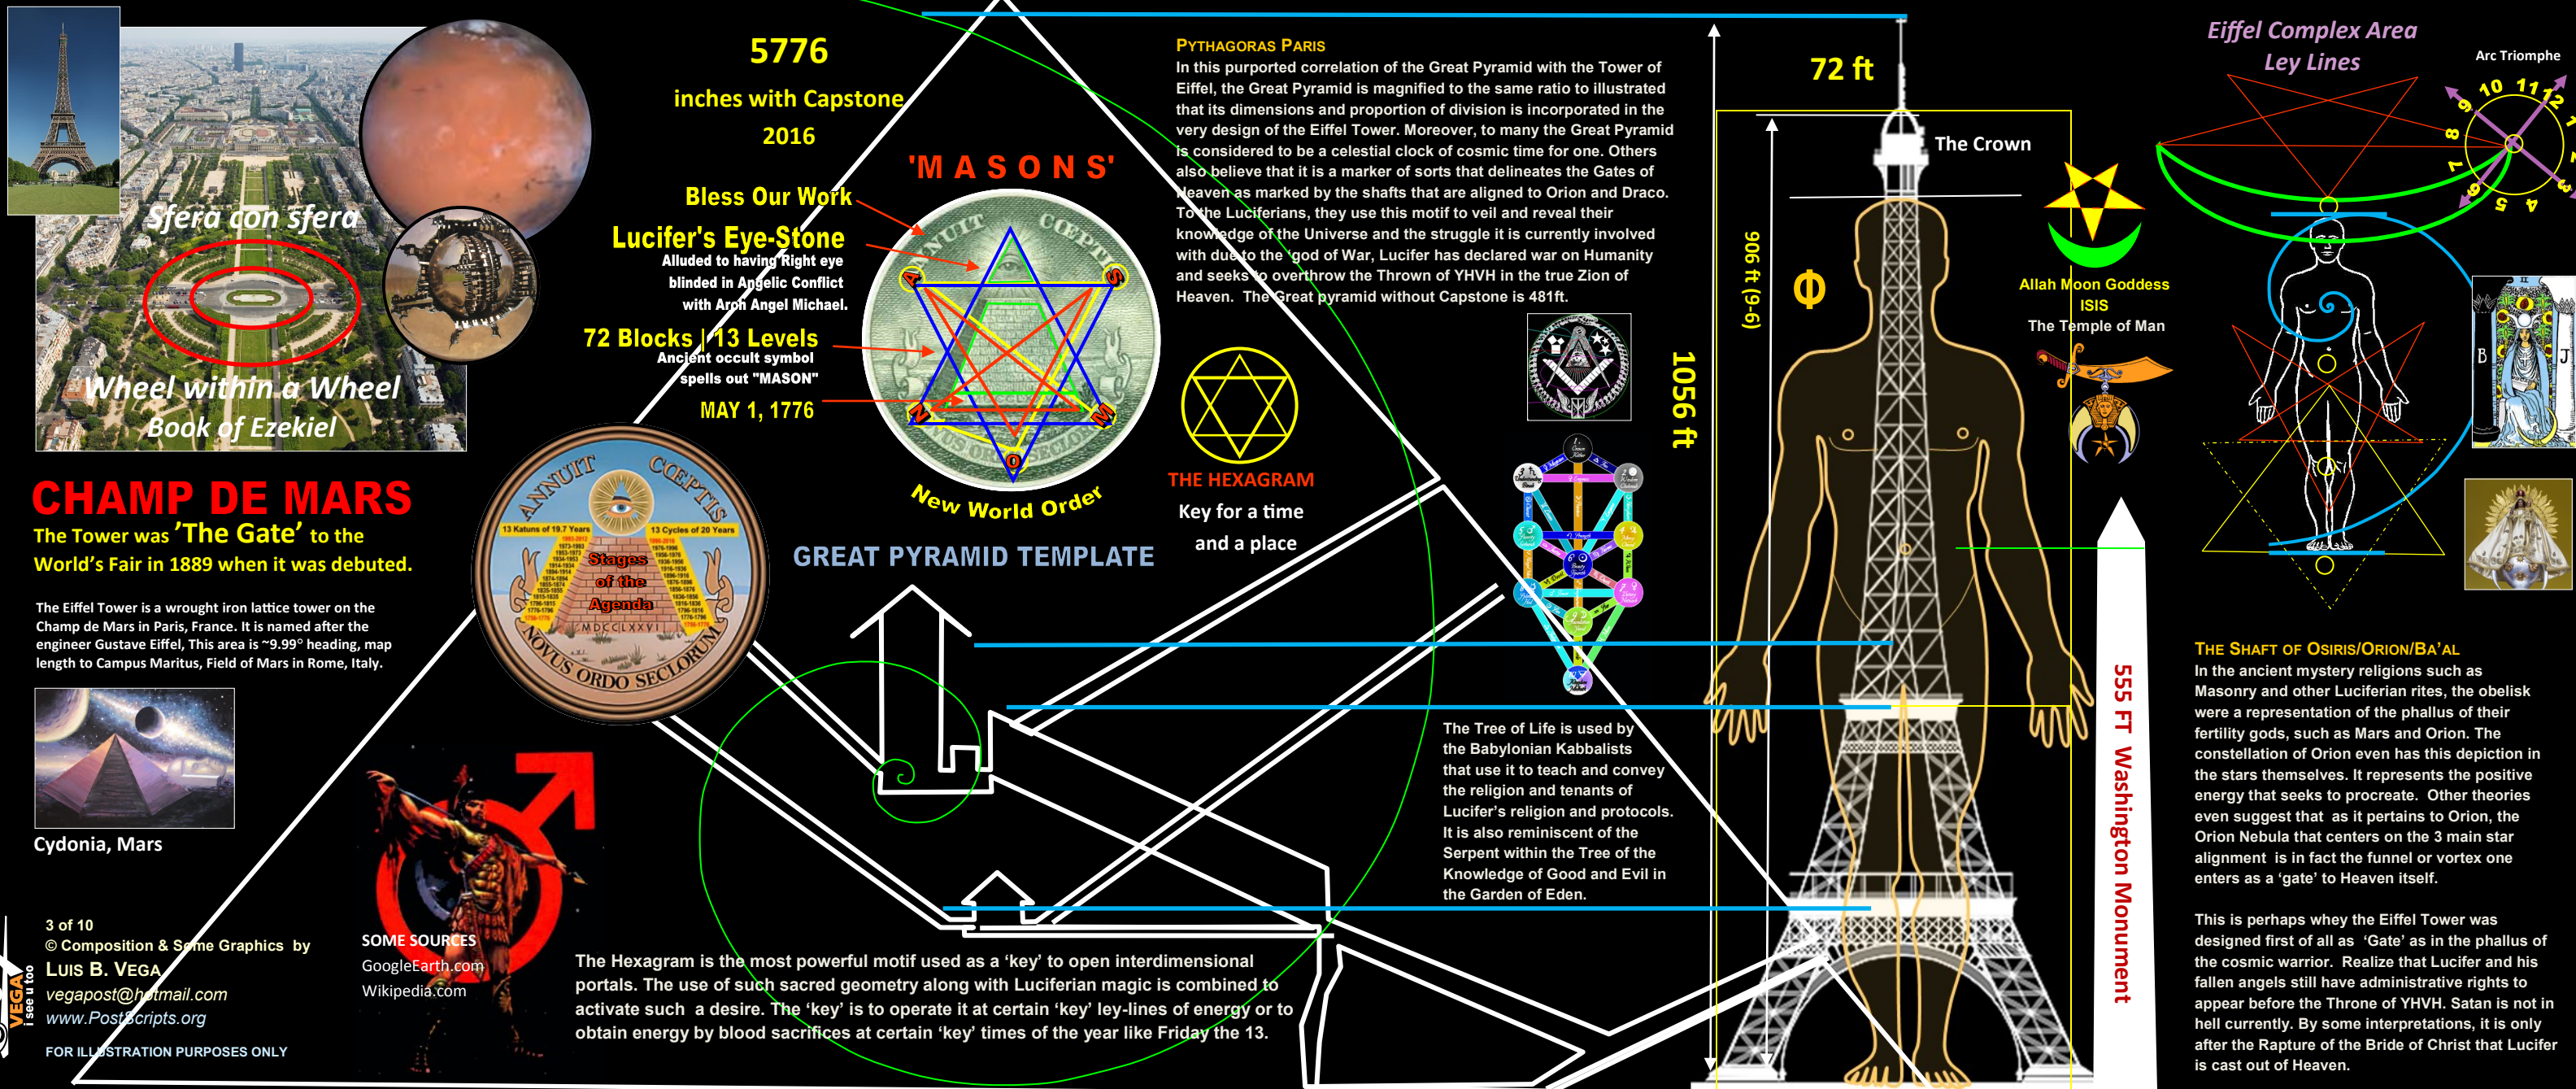 Sfera con sfera
Wheel within a Wheel
Book of Ezekiel
CHAMP DE MARS
The Tower was 'The Gate' to the
World's Fair in 1889 when it was debuted.
The Eiffel Tower is a wrought iron lattice tower on the
Champ de Mars in Paris, France. It is named after the
engineer Gustave Eiffel, This area is ~9.99° heading, map
length to Campus Maritus, Field of Mars in Rome, Italy.
Cydonia, Mars
3 of 10
© Composition & Some Graphics by
LUIS B. VEGA
vegapost@hotmail.com
www.PostScripts.org
FOR ILLUSTRATION PURPOSES ONLY
VEGA
i see u too
SOME SOURCES
GoogleEarth.com
Wikipedia.com
5776
inches with Capstone
2016
'M A S O N S'
Bless Our Work
Lucifer's Eye-Stone
Alluded to having Right eye
blinded in Angelic Conflict
with Arch Angel Michael.
72 Blocks | 13 Levels
Ancient occult symbol
spells out "MASON"
MAY 1, 1776
ANNUIT CŒPTIS
A
S
N
M
O
New World Order
ANNUIT CŒPTIS
13 Katuns of 19.7 Years
13 Cycles of 20 Years
Stages
of the
Agenda
MDCCLXXVI
NOVUS ORDO SECLORUM
GREAT PYRAMID TEMPLATE
THE HEXAGRAM
Key for a time
and a place
The Hexagram is the most powerful motif used as a 'key' to open interdimensional
portals. The use of such sacred geometry along with Luciferian magic is combined to
activate such a desire. The 'key' is to operate it at certain 'key' ley-lines of energy or to
obtain energy by blood sacrifices at certain 'key' times of the year like Friday the 13.
PYTHAGORAS PARIS
In this purported correlation of the Great Pyramid with the Tower of
Eiffel, the Great Pyramid is magnified to the same ratio to illustrated
that its dimensions and proportion of division is incorporated in the
very design of the Eiffel Tower. Moreover, to many the Great Pyramid
is considered to be a celestial clock of cosmic time for one. Others
also believe that it is a marker of sorts that delineates the Gates of
Heaven as marked by the shafts that are aligned to Orion and Draco.
To the Luciferians, they use this motif to veil and reveal their
knowledge of the Universe and the struggle it is currently involved
with due to the 'god of War, Lucifer has declared war on Humanity
and seeks to overthrow the Thrown of YHVH in the true Zion of
Heaven. The Great pyramid without Capstone is 481ft.
The Tree of Life is used by
the Babylonian Kabbalists
that use it to teach and convey
the religion and tenants of
Lucifer's religion and protocols.
It is also reminiscent of the
Serpent within the Tree of the
Knowledge of Good and Evil in
the Garden of Eden.
1056 ft
906 ft (9-6)
72 ft
Φ
The Crown
Allah Moon Goddess
ISIS
The Temple of Man
555 FT Washington Monument
Eiffel Complex Area
Ley Lines
Arc Triomphe
10 11 12
9
8
7
6
5
4
3
B J
THE SHAFT OF OSIRIS/ORION/BA'AL
In the ancient mystery religions such as
Masonry and other Luciferian rites, the obelisk
were a representation of the phallus of their
fertility gods, such as Mars and Orion. The
constellation of Orion even has this depiction in
the stars themselves. It represents the positive
energy that seeks to procreate. Other theories
even suggest that as it pertains to Orion, the
Orion Nebula that centers on the 3 main star
alignment is in fact the funnel or vortex one
enters as a 'gate' to Heaven itself.
This is perhaps whey the Eiffel Tower was
designed first of all as 'Gate' as in the phallus of
the cosmic warrior. Realize that Lucifer and his
fallen angels still have administrative rights to
appear before the Throne of YHVH. Satan is not in
hell currently. By some interpretations, it is only
after the Rapture of the Bride of Christ that Lucifer
is cast out of Heaven.